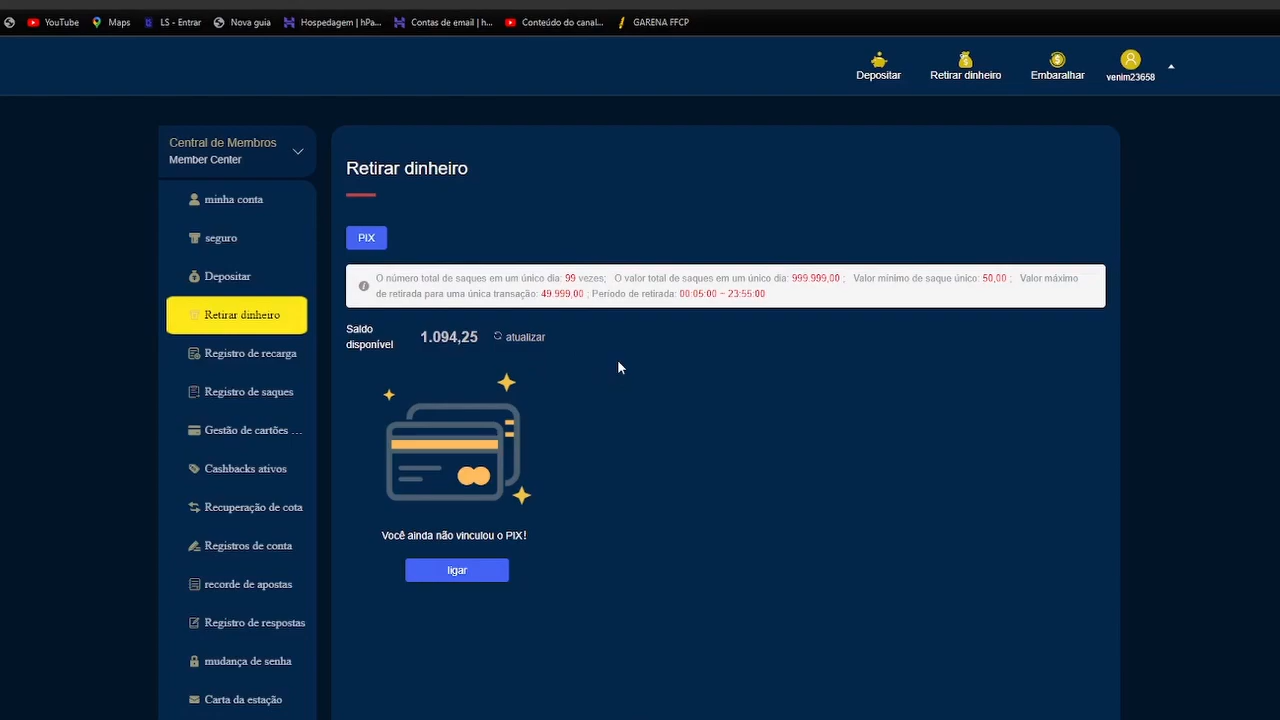 YouTube Maps LS - Entrar Nova guia Hospedagem | hPa... Contas de email | h... Conteúdo do canal... GARENA FFCP
Depositar Retirar dinheiro Embaralhar venim23658
Central de Membros
Member Center
minha conta
seguro
Depositar
Retirar dinheiro
Registro de recarga
Registro de saques
Gestão de cartões ...
Cashbacks ativos
Recuperação de cota
Registros de conta
recorde de apostas
Registro de respostas
mudança de senha
Carta da estação
Retirar dinheiro
PIX
O número total de saques em um único dia: 99 vezes; O valor total de saques em um único dia: 999.999,00 ; Valor mínimo de saque único: 50,00 ; Valor máximo
de retirada para uma única transação: 49.999,00 ; Período de retirada: 00:05:00 ~ 23:55:00
Saldo
disponível 1.094,25 atualizar
Você ainda não vinculou o PIX!
ligar